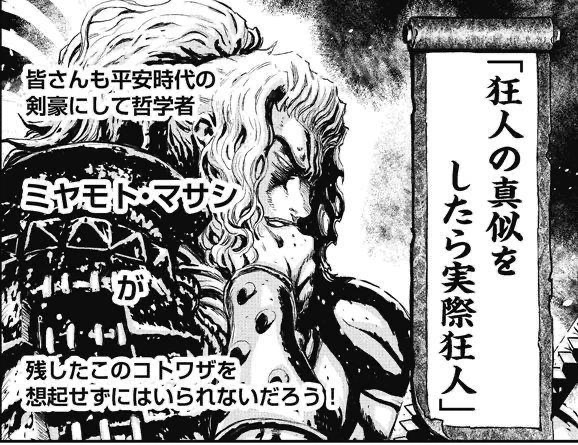 「狂人の真似を
したら実際狂人」
皆さんも平安時代の
剣豪にして哲学者
ミヤモト・マサシ
が
残したこのコトワザを
想起せずにはいられないだろう！